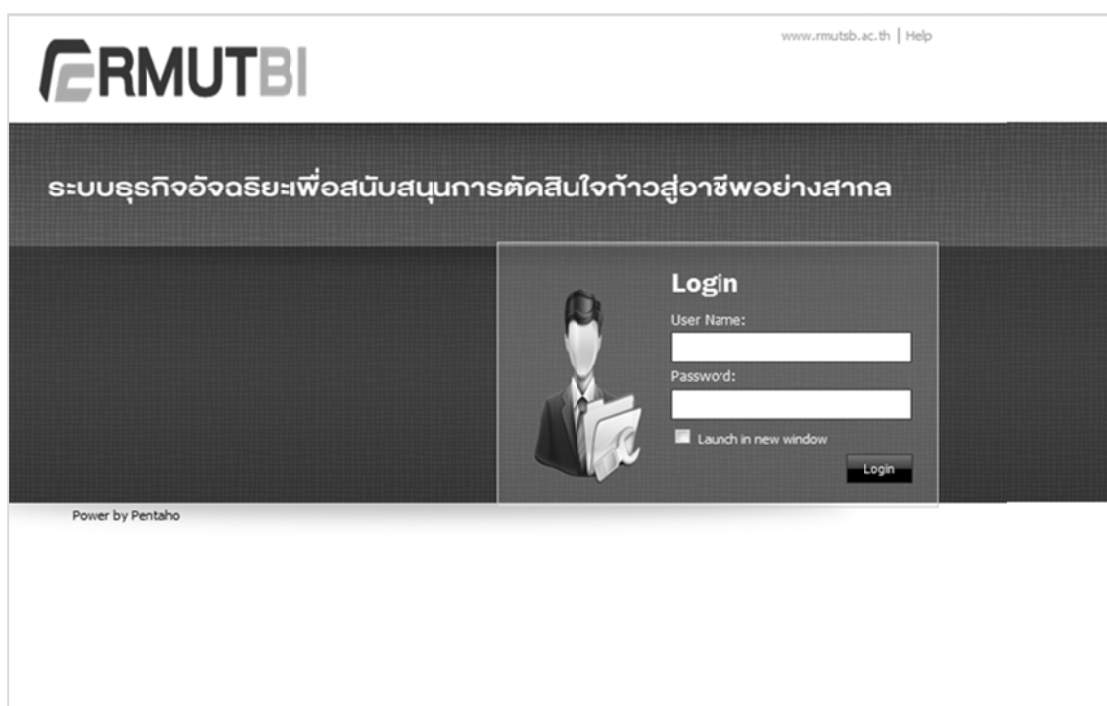 RMUTBI
www.rmutsb.ac.th | Help
ระบบธุรกิจอัจฉริยะเพื่อสนับสนุนการตัดสินใจก้าวสู่อาชีพอย่างสากล
Login
User Name:
Password:
Launch in new window
Login
Power by Pentaho